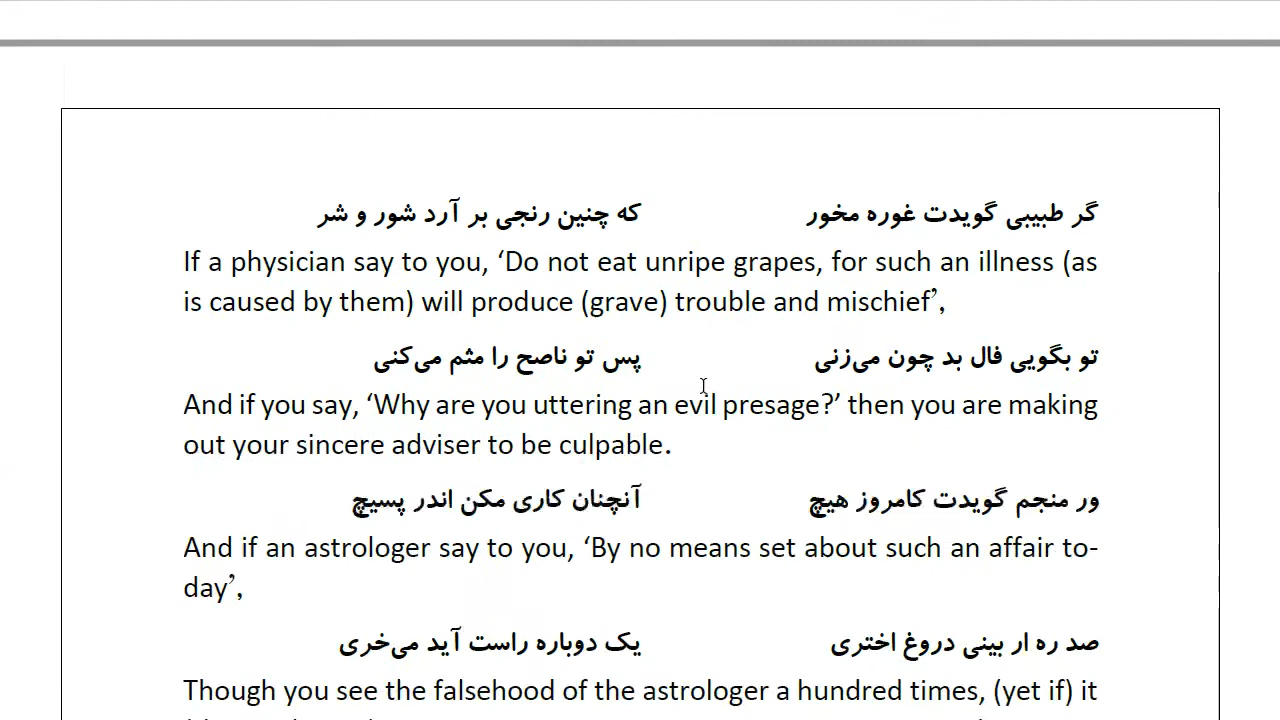 گر طبیبی گویدت غوره مخور که چنین رنجی بر آرد شور و شر
If a physician say to you, ‘Do not eat unripe grapes, for such an illness (as
is caused by them) will produce (grave) trouble and mischief’,
تو بگویی فال بد چون می‌زنی پس تو ناصح را مثم می‌کنی
And if you say, ‘Why are you uttering an evil presage?’ then you are making
out your sincere adviser to be culpable.
ور منجم گویدت کامروز هیچ آنچنان کاری مکن اندر پسیچ
And if an astrologer say to you, ‘By no means set about such an affair to-
day’,
صد ره ار بینی دروغ اختری یک دوباره راست آید می‌خری
Though you see the falsehood of the astrologer a hundred times, (yet if) it